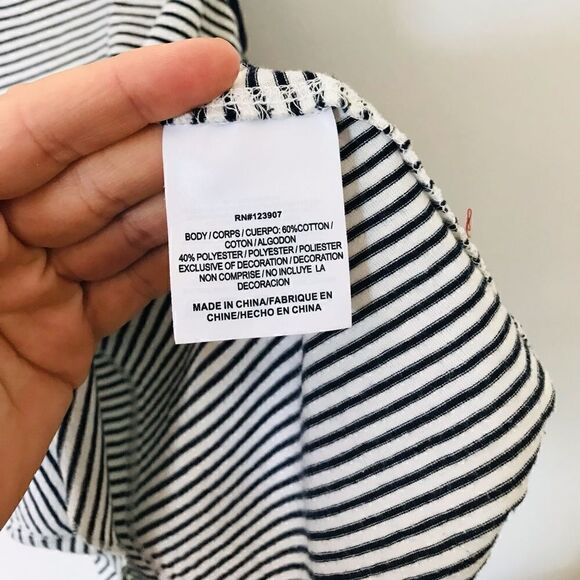 RN#123907
BODY / CORPS / CUERPO: 60%COTTON /
COTON / ALGODON
40% POLYESTER / POLYESTER / POLIESTER
EXCLUSIVE OF DECORATION / DECORATION
NON COMPRISE / NO INCLUYE LA
DECORACION
MADE IN CHINA/FABRIQUE EN
CHINE/HECHO EN CHINA